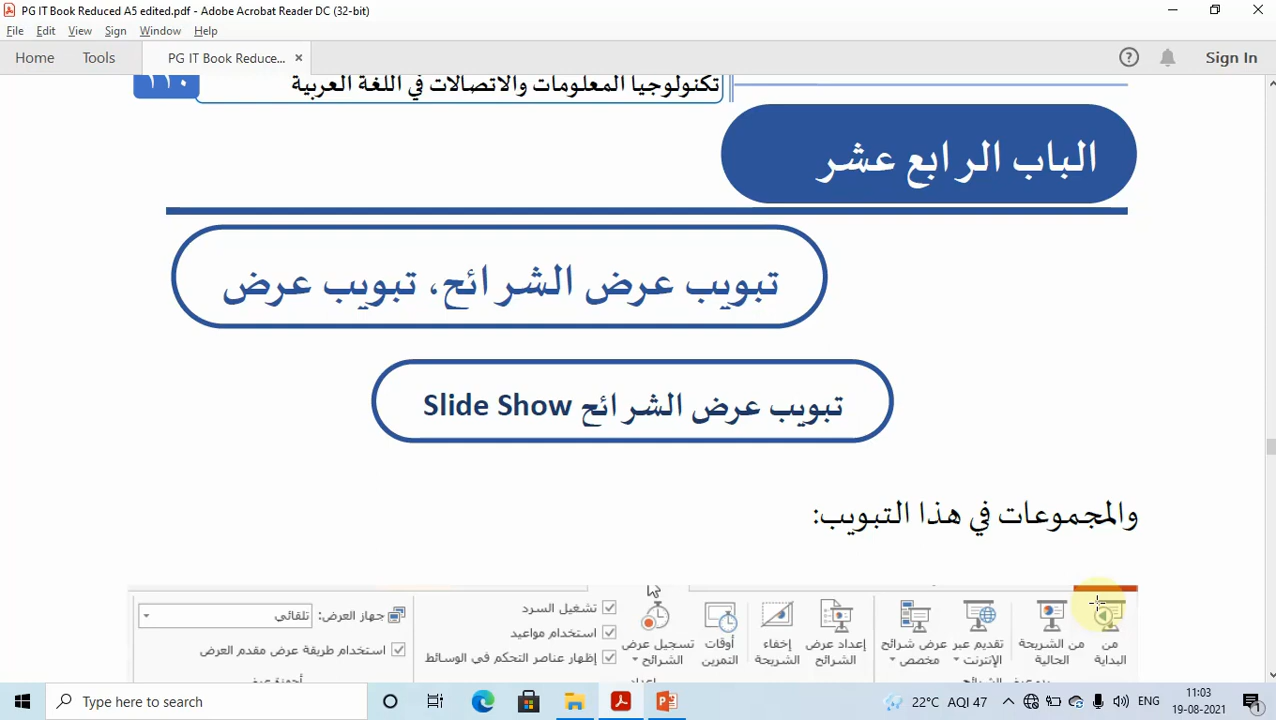 PG IT Book Reduced A5 edited.pdf - Adobe Acrobat Reader DC (32-bit)
File Edit View Sign Window Help
Home Tools PG IT Book Reduce... × Sign In
تكنولوجيا المعلومات والاتصالات في اللغة العربية ١١٠
الباب الرابع عشر
تبويب عرض الشرائح، تبويب عرض
تبويب عرض الشرائح Slide Show
والمجموعات في هذا التبويب:
من البداية
من الشريحة الحالية
تقديم عبر الإنترنت
عرض شرائح مخصص
إعداد عرض الشرائح
إخفاء الشريحة
أوقات التمرين
تسجيل عرض الشرائح
تشغيل السرد
استخدام مواعيد
إظهار عناصر التحكم في الوسائط
جهاز العرض: تلقائي
استخدام طريقة عرض مقدم العرض
Type here to search
22°C AQI 47
ENG
11:03
19-08-2021
1